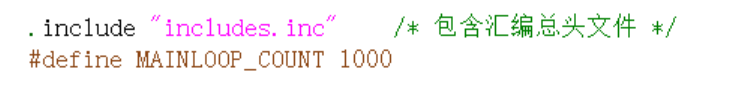 .include "includes.inc"    /* 包含汇编总头文件 */
#define MAINLOOP_COUNT 1000